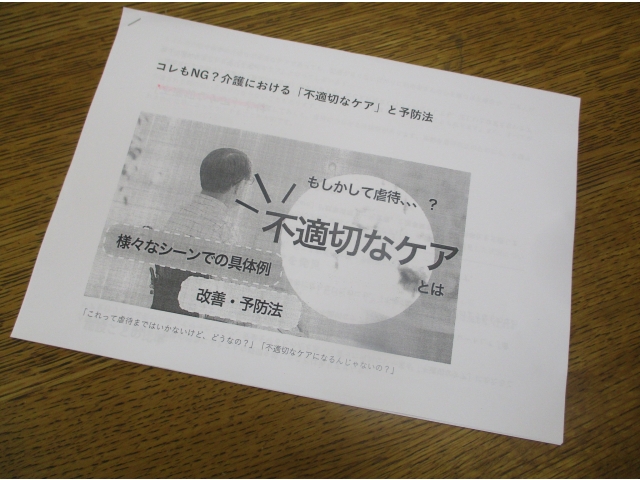 コレもNG？介護における「不適切なケア」と予防法
もしかして虐待、、、？
不適切なケア
とは
様々なシーンでの具体例
改善・予防法
「これって虐待まではいかないけど、どうなの？」「不適切なケアになるんじゃないの？」